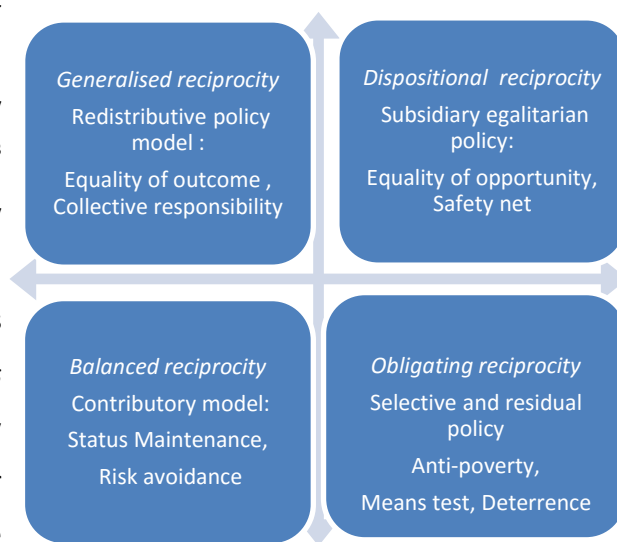 Generalised reciprocity
Redistributive policy
model :
Equality of outcome ,
Collective responsibility
Dispositional reciprocity
Subsidiary egalitarian
policy:
Equality of opportunity,
Safety net
Balanced reciprocity
Contributory model:
Status Maintenance,
Risk avoidance
Obligating reciprocity
Selective and residual
policy
Anti-poverty,
Means test, Deterrence